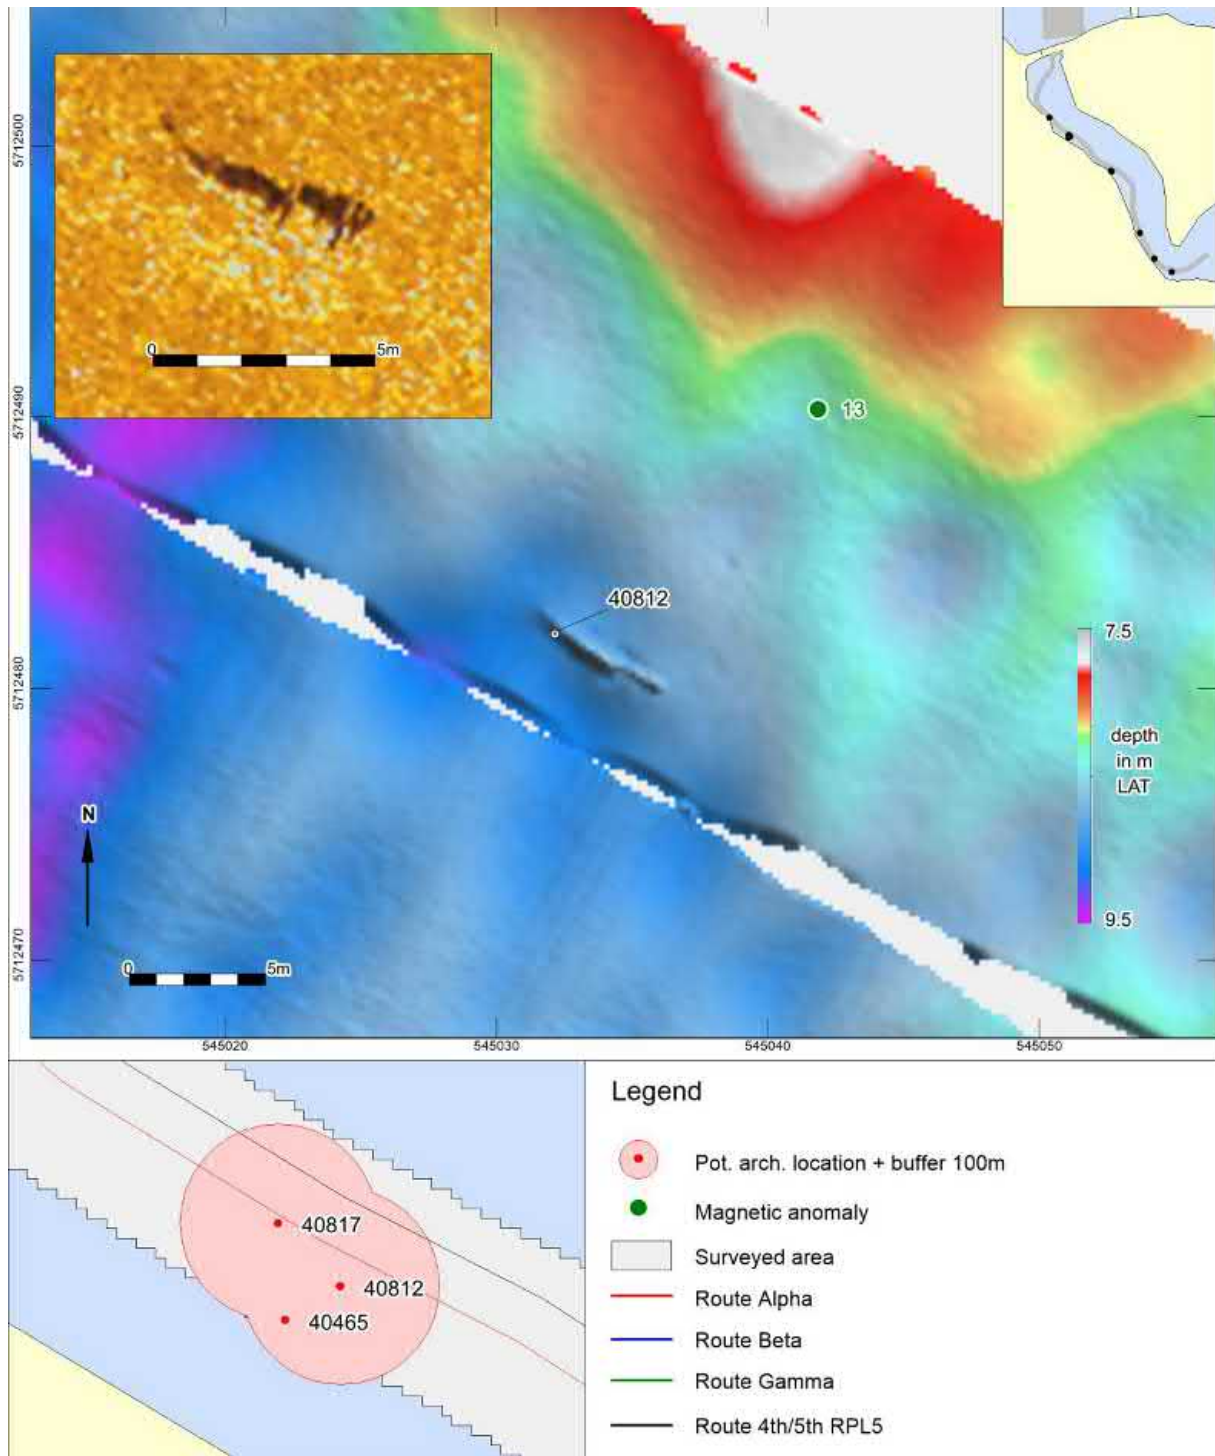 0 5m
5712500
5712490
5712480
5712470
13
40812
7.5
depth
in m
LAT
9.5
N
0 5m
545020 545030 545040 545050
40817
40812
40465
Legend
Pot. arch. location + buffer 100m
Magnetic anomaly
Surveyed area
Route Alpha
Route Beta
Route Gamma
Route 4th/5th RPL5